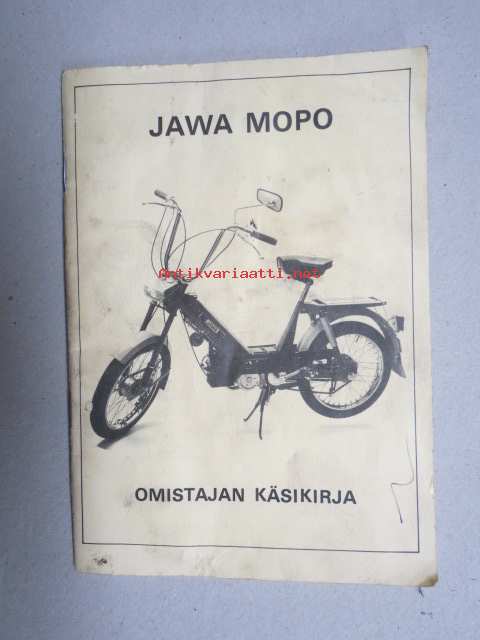 JAWA MOPO
Antikvariaatti.net
OMISTAJAN KÄSIKIRJA